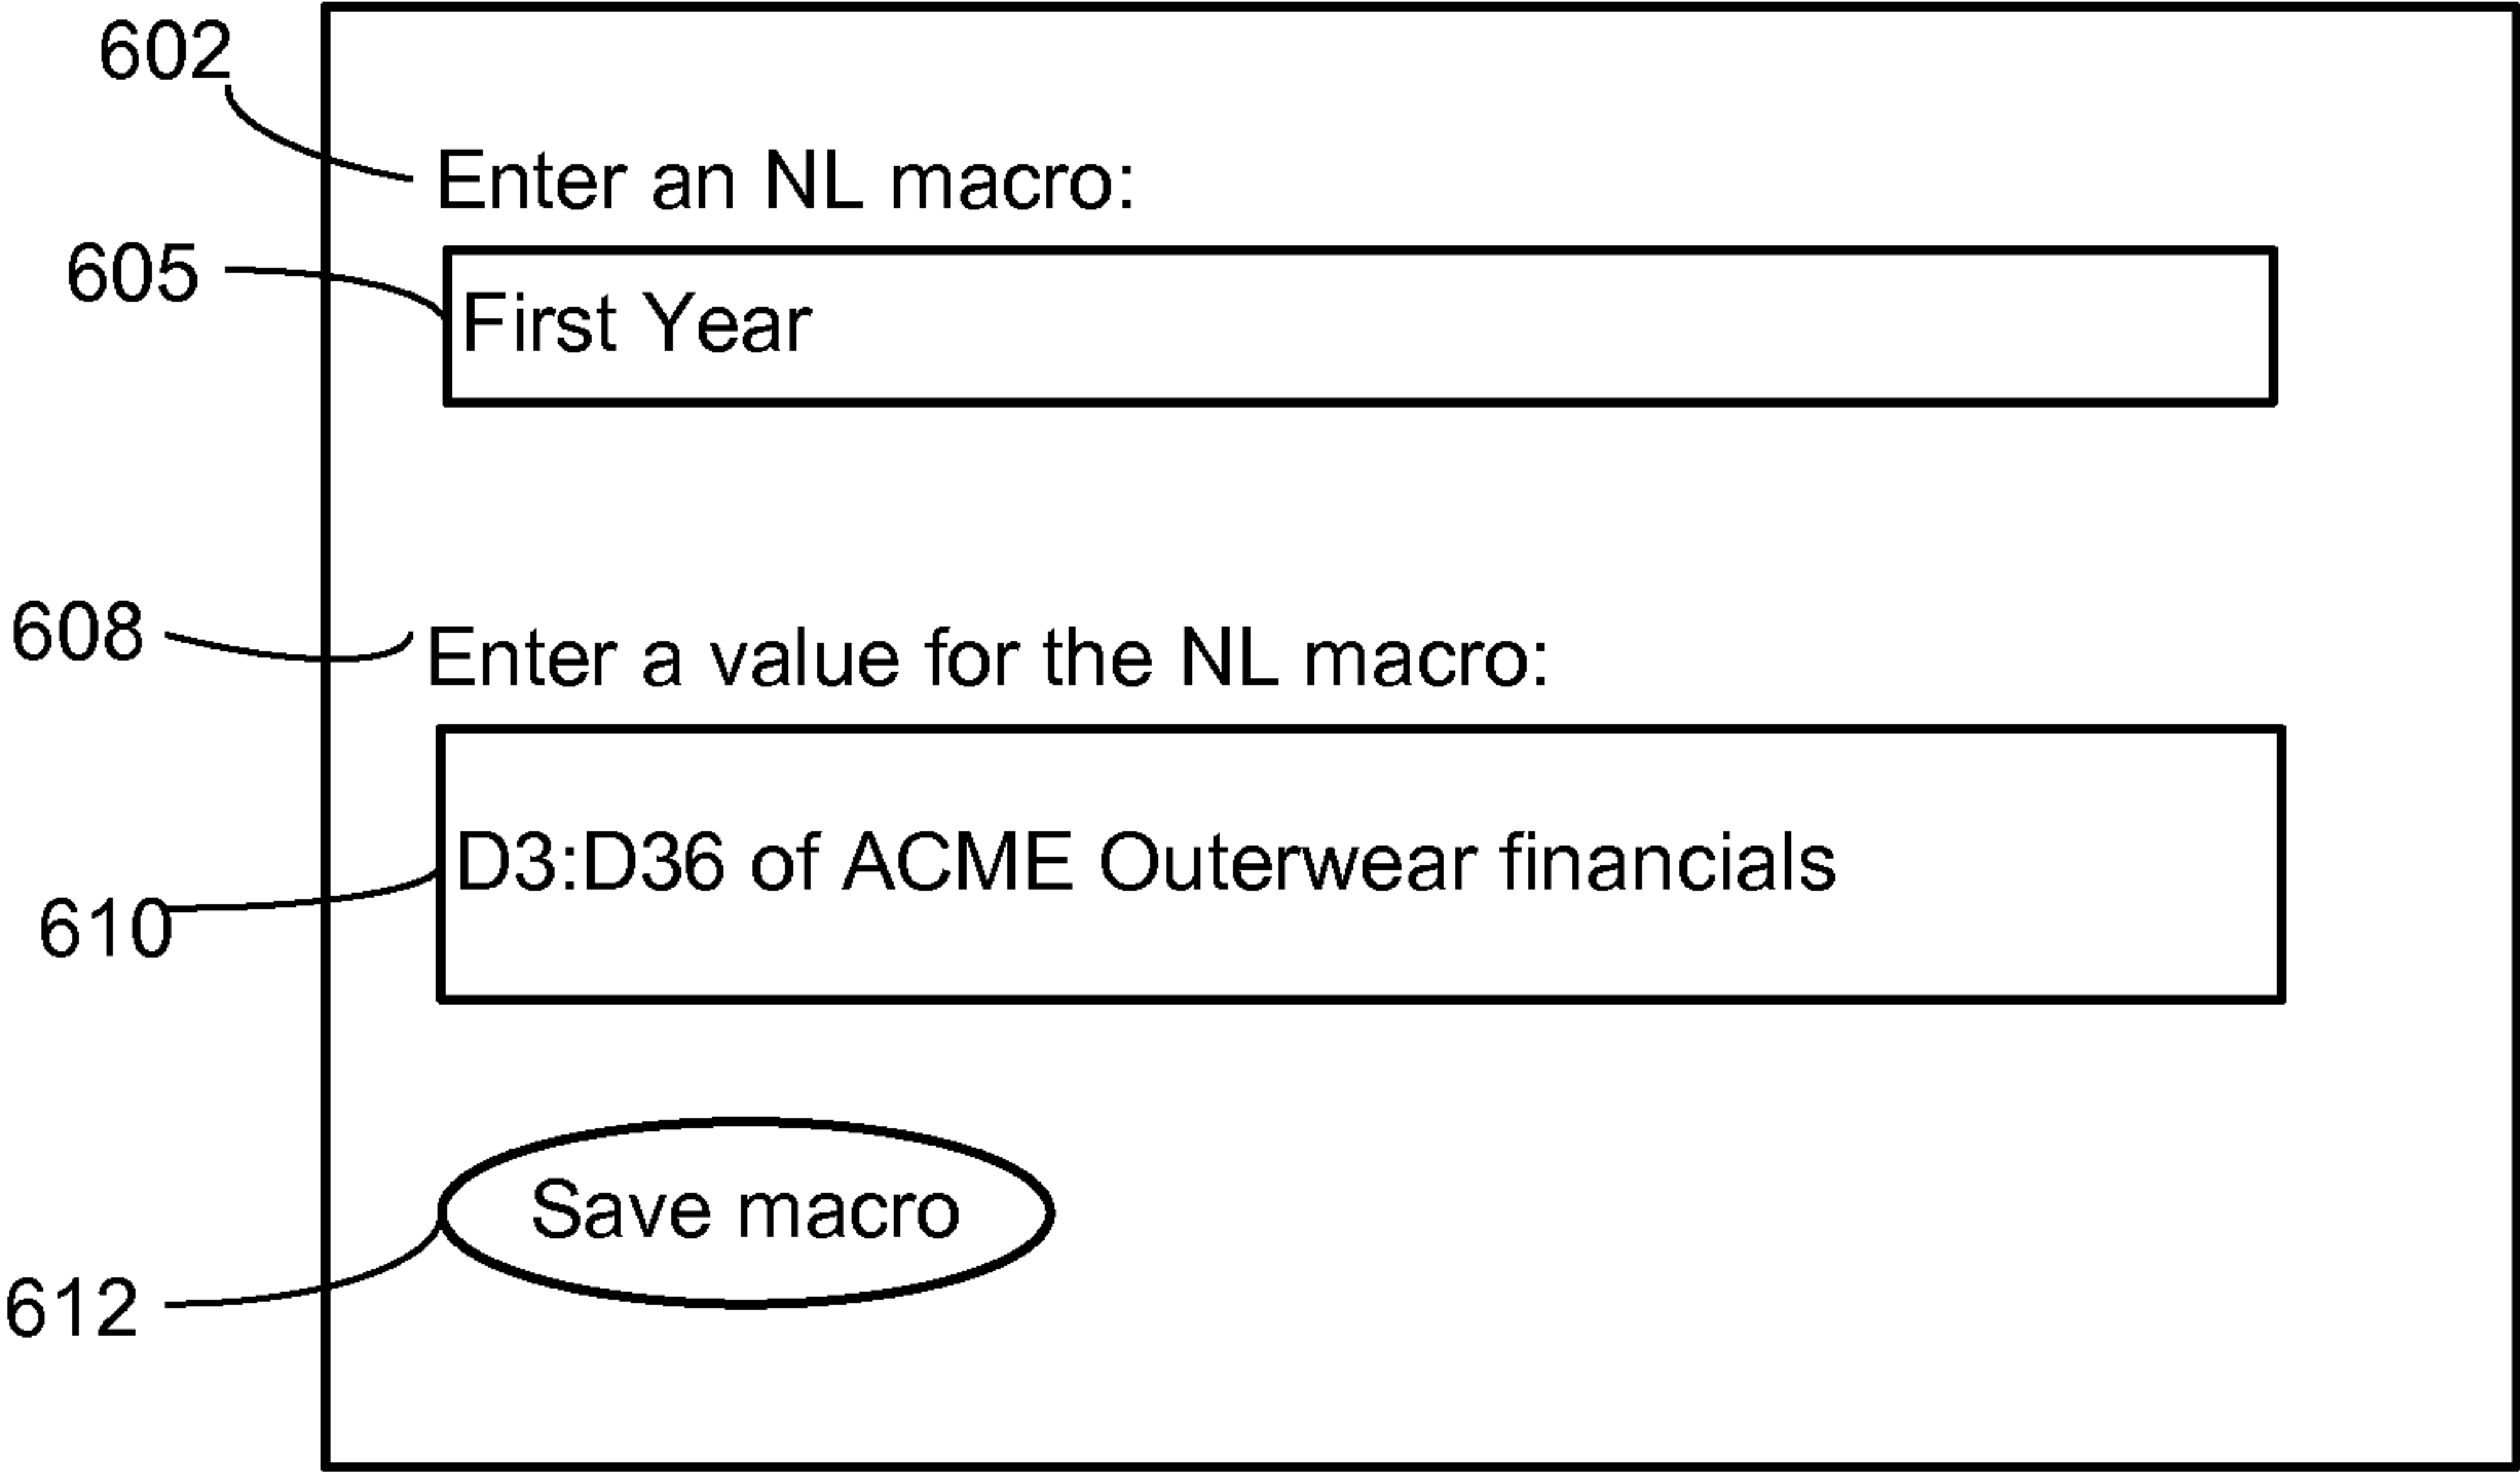 602
Enter an NL macro:
605
First Year
608
Enter a value for the NL macro:
D3:D36 of ACME Outerwear financials
610
Save macro
612